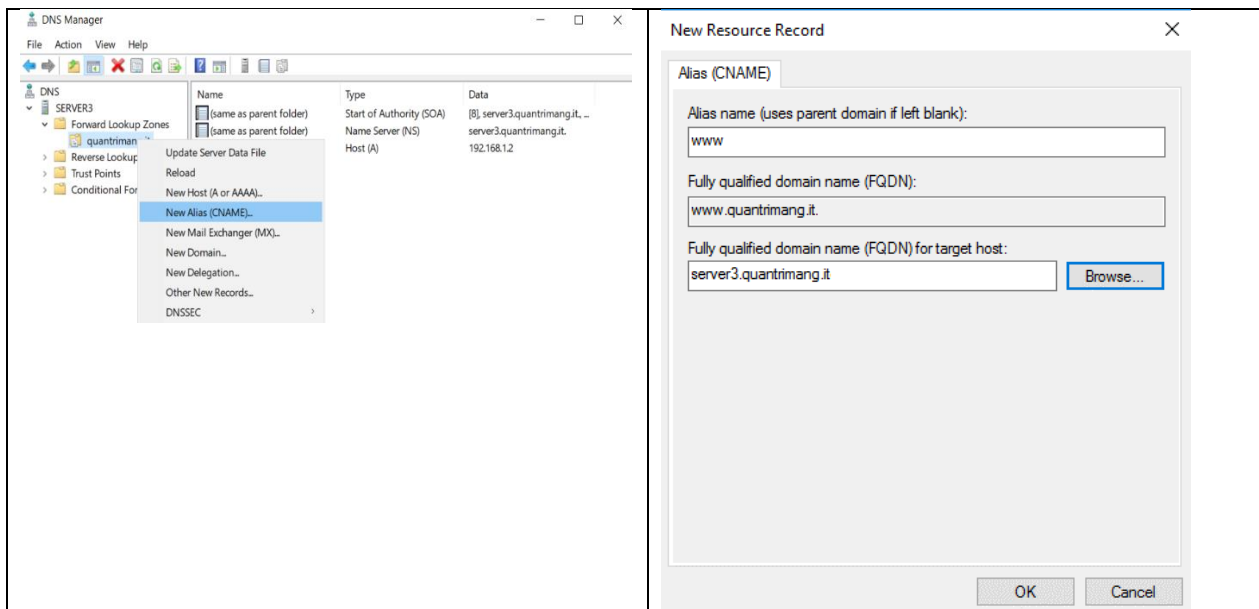 DNS Manager
File Action View Help
DNS
SERVER3
Forward Lookup Zones
quantriman
Reverse Lookup
Trust Points
Conditional For
Name Type Data
(same as parent folder) Start of Authority (SOA) [8], server3.quantrimang.it., ...
(same as parent folder) Name Server (NS) server3.quantrimang.it.
Host (A) 192.168.1.2
Update Server Data File
Reload
New Host (A or AAAA)...
New Alias (CNAME)...
New Mail Exchanger (MX)...
New Domain...
New Delegation...
Other New Records...
DNSSEC
New Resource Record
Alias (CNAME)
Alias name (uses parent domain if left blank):
www
Fully qualified domain name (FQDN):
www.quantrimang.it.
Fully qualified domain name (FQDN) for target host:
server3.quantrimang.it
Browse...
OK Cancel